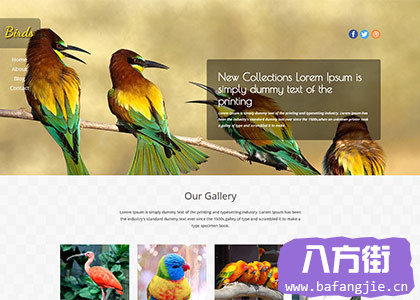 Birds
Home
About
Blog
Contact
New Collections Lorem Ipsum is
simply dummy text of the
printing
Lorem Ipsum is simply dummy text of the printing and typesetting industry. Lorem Ipsum has been the
industry's standard dummy text ever since the 1500s,when an unknown printer took
a galley of type and scrambled it to
Our Gallery
Lorem Ipsum is simply dummy text of the printing and typesetting industry. Lorem Ipsum has been
the industry's standard dummy text ever since the 1500s, when an unknown printer took a galley of type and scrambled it to make a
type specimen book.
八方街
www.bafangjie.cn